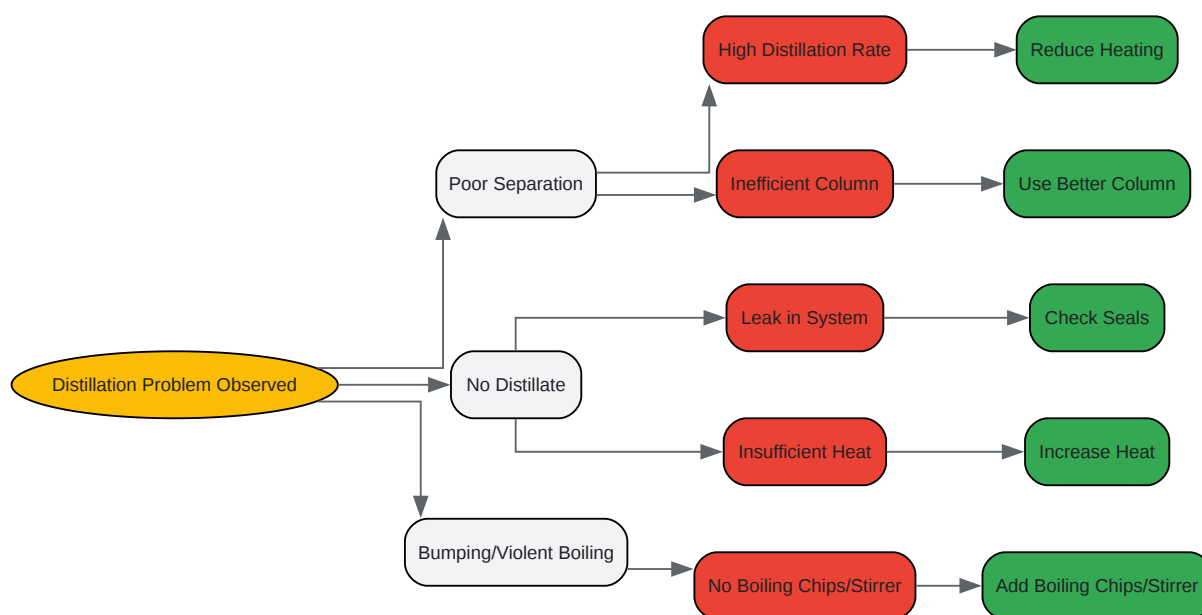 High Distillation Rate
Reduce Heating
Poor Separation
Inefficient Column
Use Better Column
Leak in System
Check Seals
Distillation Problem Observed
No Distillate
Insufficient Heat
Increase Heat
Bumping/Violent Boiling
No Boiling Chips/Stirrer
Add Boiling Chips/Stirrer